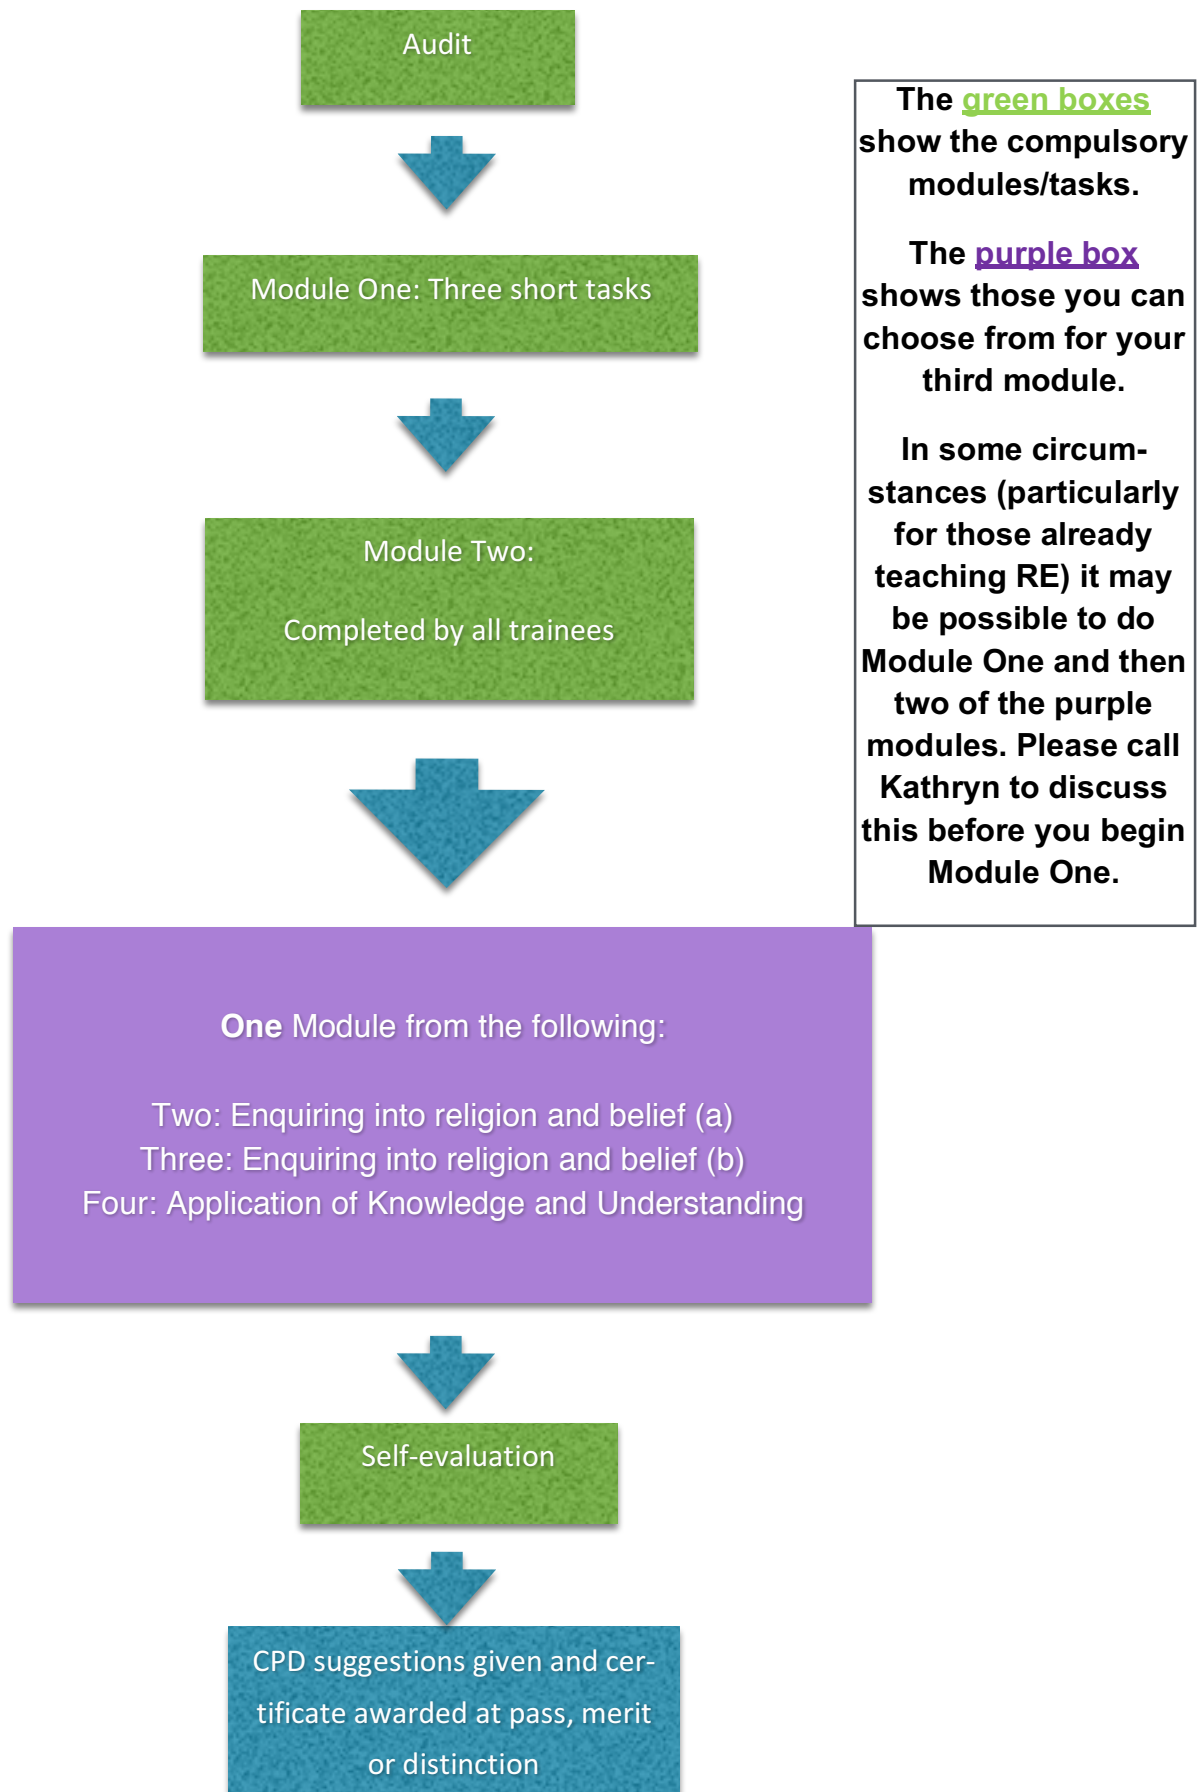 Audit
The green boxes
show the compulsory
modules/tasks.
The purple box
shows those you can
choose from for your
third module.
In some circum-
stances (particularly
for those already
teaching RE) it may
be possible to do
Module One and then
two of the purple
modules. Please call
Kathryn to discuss
this before you begin
Module One.
Module One: Three short tasks
Module Two:
Completed by all trainees
One Module from the following:
Two: Enquiring into religion and belief (a)
Three: Enquiring into religion and belief (b)
Four: Application of Knowledge and Understanding
Self-evaluation
CPD suggestions given and cer-
tificate awarded at pass, merit
or distinction